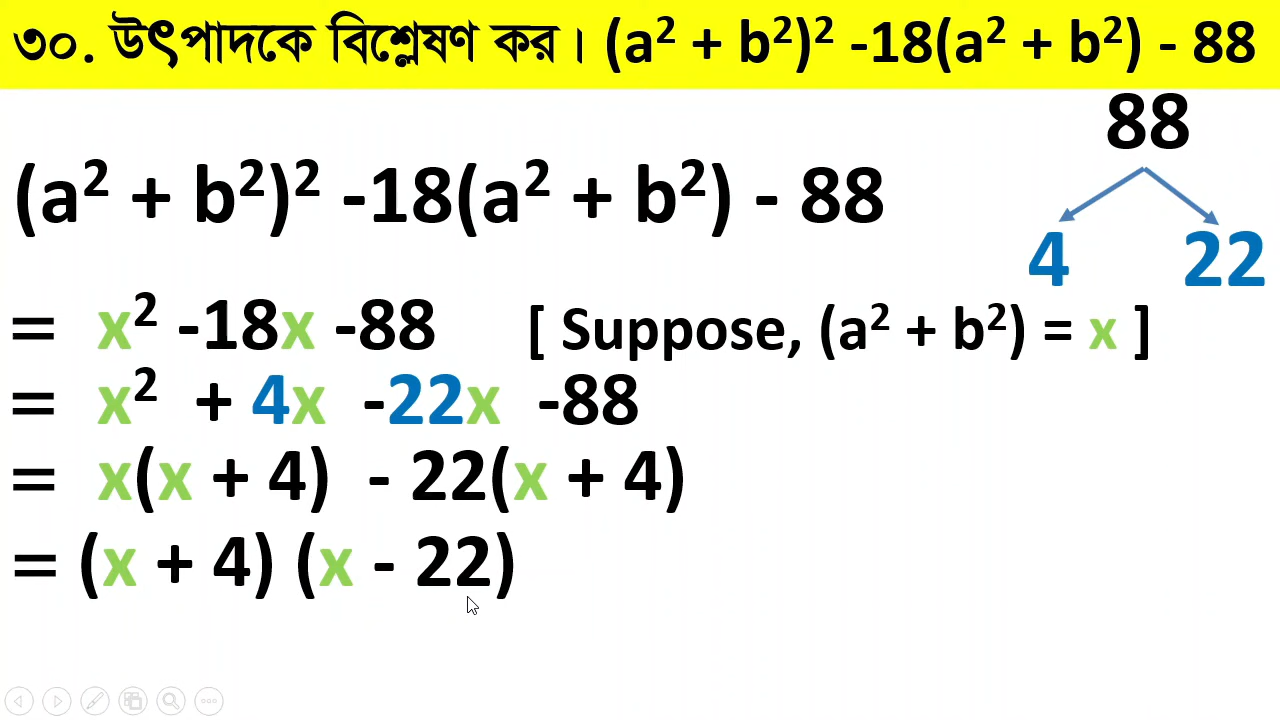 ৩০. উৎপাদকে বিশ্লেষণ কর। (a² + b²)² -18(a² + b²) - 88
88
4 22
(a² + b²)² -18(a² + b²) - 88
= x² -18x -88 [ Suppose, (a² + b²) = x ]
= x² + 4x -22x -88
= x(x + 4) - 22(x + 4)
= (x + 4) (x - 22)